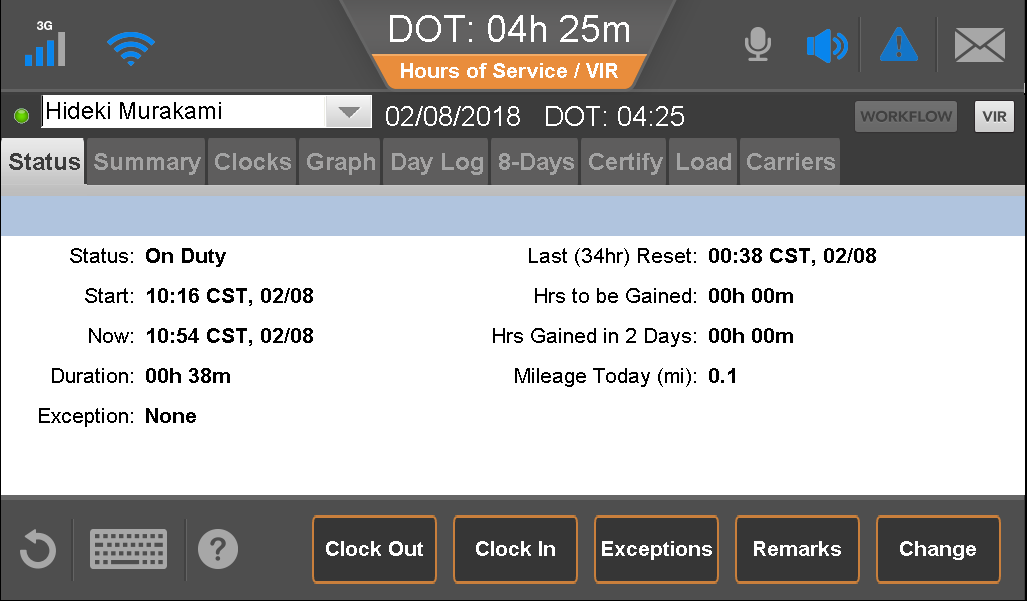 3G
DOT: 04h 25m
Hours of Service / VIR
Hideki Murakami
02/08/2018 DOT: 04:25
WORKFLOW
VIR
Status Summary Clocks Graph Day Log 8-Days Certify Load Carriers
Status: On Duty
Last (34hr) Reset: 00:38 CST, 02/08
Start: 10:16 CST, 02/08
Hrs to be Gained: 00h 00m
Now: 10:54 CST, 02/08
Hrs Gained in 2 Days: 00h 00m
Duration: 00h 38m
Mileage Today (mi): 0.1
Exception: None
?
Clock Out
Clock In
Exceptions
Remarks
Change